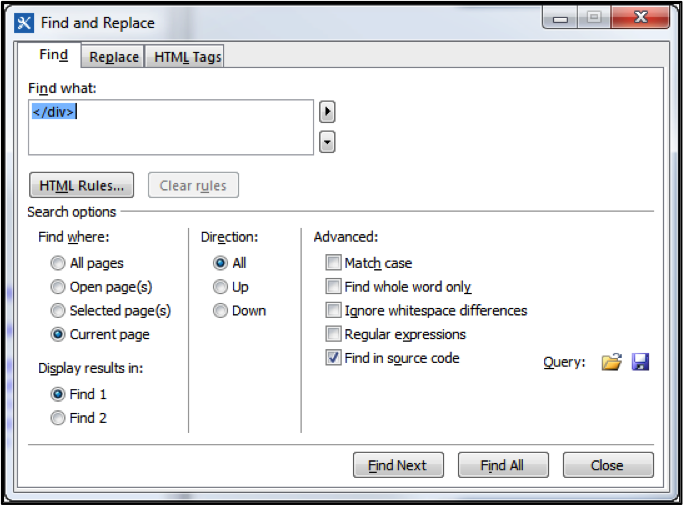 Find and Replace
Find Replace HTML Tags
Find what:
</div>
HTML Rules... Clear rules
Search options
Find where: Direction: Advanced:
All pages All Match case
Open page(s) Up Find whole word only
Selected page(s) Down Ignore whitespace differences
Current page Regular expressions
Find in source code Query:
Display results in:
Find 1
Find 2
Find Next Find All Close